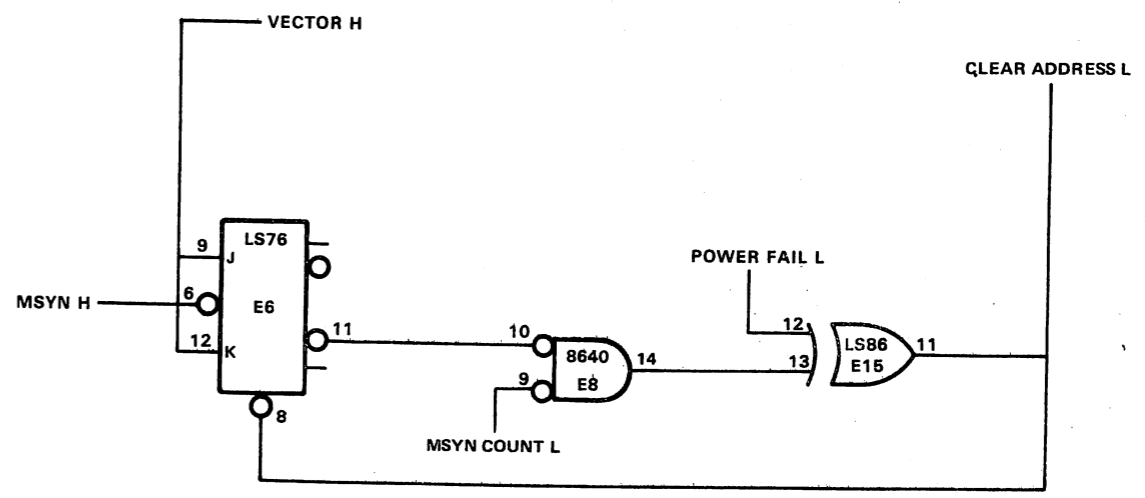 VECTOR H
CLEAR ADDRESS L
9
J
LS76
POWER FAIL L
MSYN H
6
E6
12
K
11
10
8640
E8
14
9
12
13
LS86
E15
11
8
MSYN COUNT L